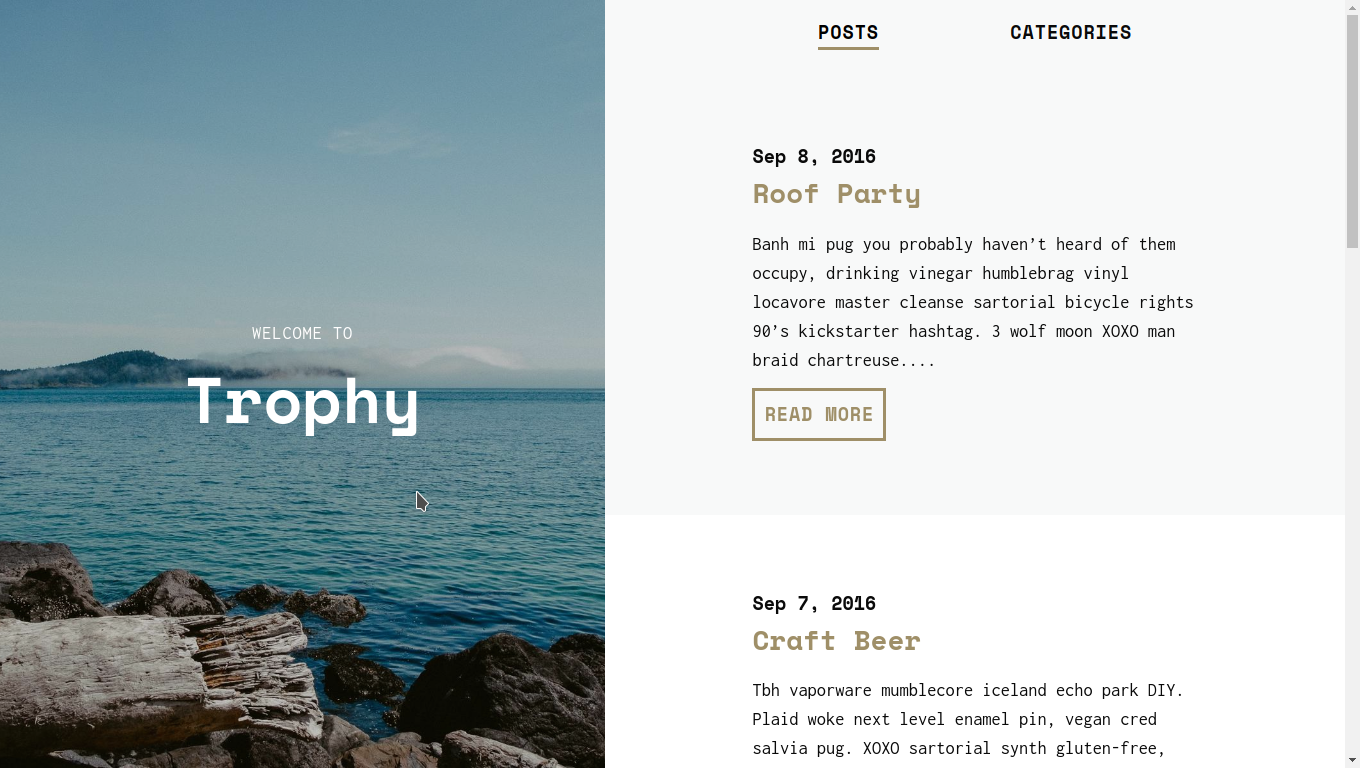 POSTS
CATEGORIES
WELCOME TO
Trophy
Sep 8, 2016
Roof Party
Banh mi pug you probably haven’t heard of them
occupy, drinking vinegar humblebrag vinyl
locavore master cleanse sartorial bicycle rights
90’s kickstarter hashtag. 3 wolf moon XOXO man
braid chartreuse....
READ MORE
Sep 7, 2016
Craft Beer
Tbh vaporware mumblecore iceland echo park DIY.
Plaid woke next level enamel pin, vegan cred
salvia pug. XOXO sartorial synth gluten-free,